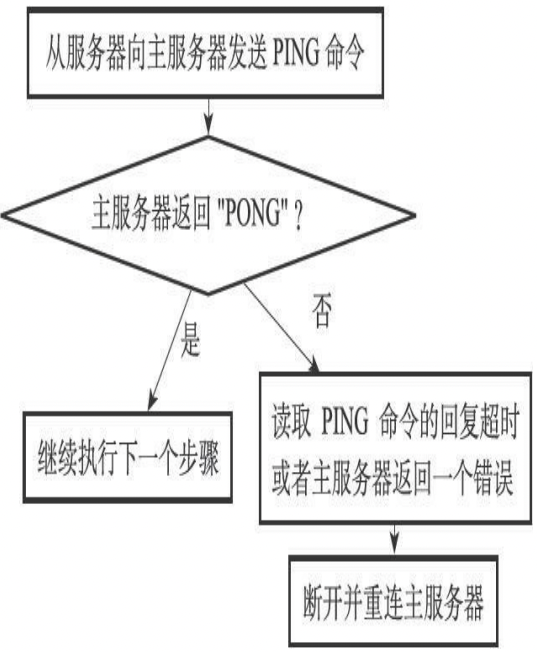 从服务器向主服务器发送 PING 命令
主服务器返回 "PONG" ？
是
否
继续执行下一个步骤
读取 PING 命令的回复超时
或者主服务器返回一个错误
断开并重连主服务器